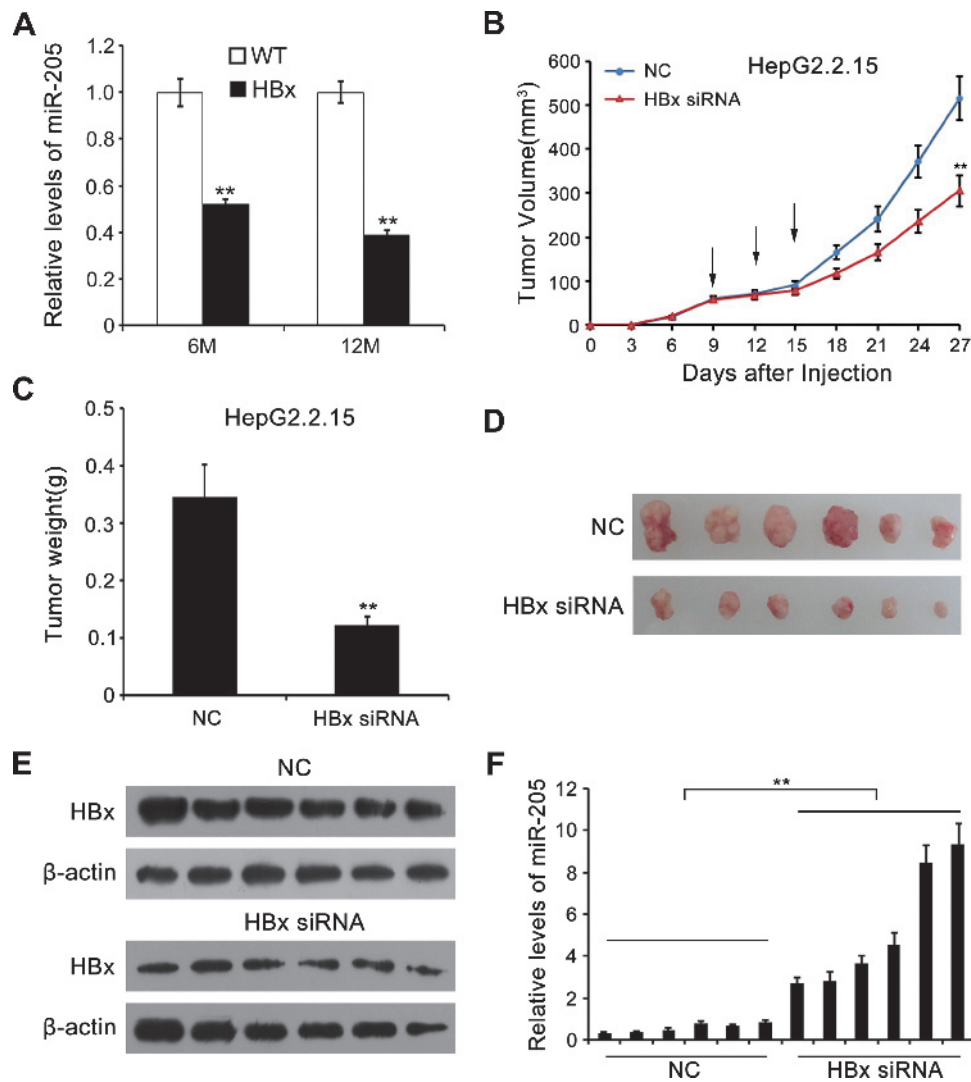 A
Relative levels of miR-205
1.2
1.0
0.8
0.6
0.4
0.2
0
WT
HBx
**
**
6M
12M
B
HepG2.2.15
NC
HBx siRNA
Tumor Volume(mm³)
600
500
400
300
200
100
0
**
0 3 6 9 12 15 18 21 24 27
Days after Injection
C
HepG2.2.15
Tumor weight(g)
0.5
0.4
0.3
0.2
0.1
0
**
NC
HBx siRNA
D
NC
HBx siRNA
E
NC
HBx
β-actin
HBx siRNA
HBx
β-actin
F
Relative levels of miR-205
12
10
8
6
4
2
0
**
NC
HBx siRNA